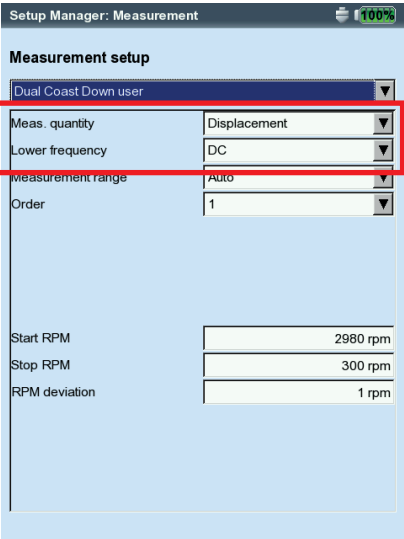 Setup Manager: Measurement 100%
Measurement setup
Dual Coast Down user
Meas. quantity Displacement
Lower frequency DC
Measurement range Auto
Order 1
Start RPM 2980 rpm
Stop RPM 300 rpm
RPM deviation 1 rpm